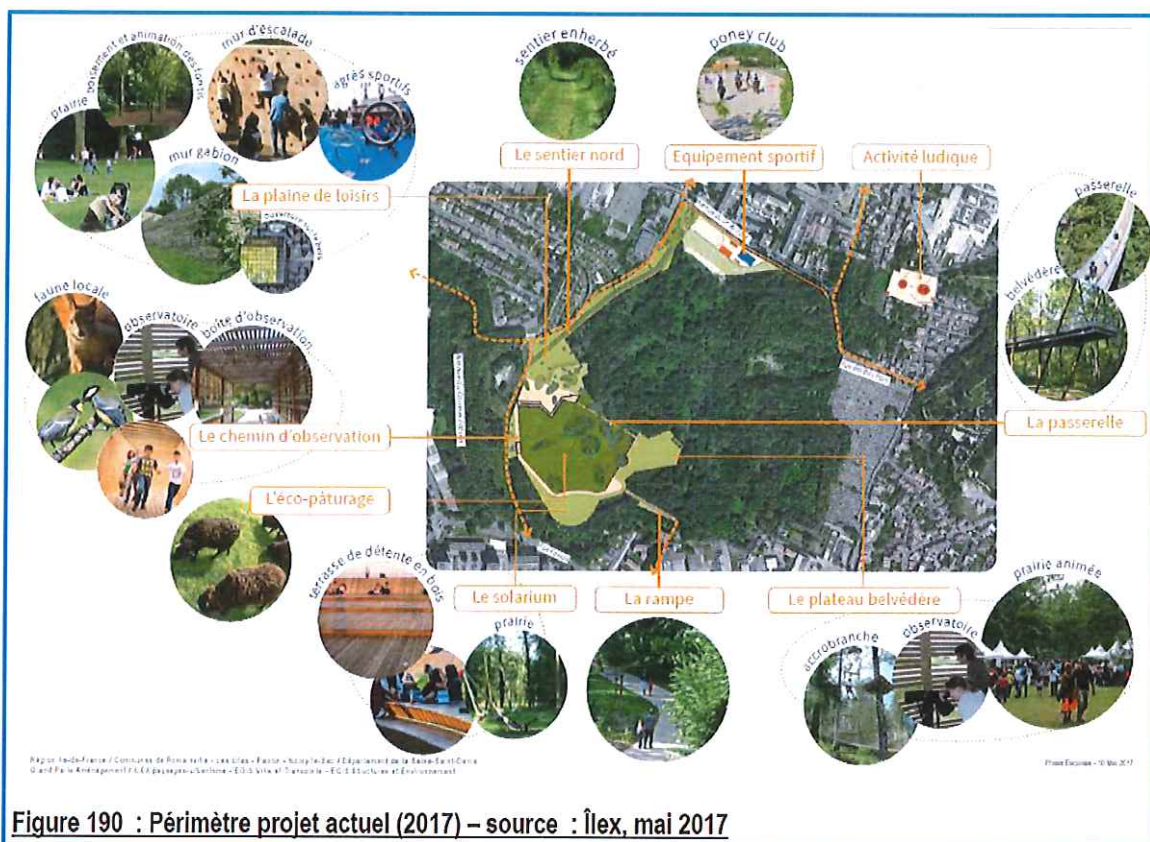 boisement et animation des fontis
mur d'éscalade
agrès sportifs
prairie
mur gabion
La plaine de loisirs
sentier enherbé
Le sentier nord
poney club
Equipement sportif
Activité ludique
passerelle
belvédère
La passerelle
faune locale
observatoire
boîte d'observation
Le chemin d'observation
L'éco-pâturage
terrasse de détente en bois
Le solarium
prairie
La rampe
Le plateau belvédère
accrobranche
observatoire
prairie animée
Figure 190 : Périmètre projet actuel (2017) – source : Îlex, mai 2017